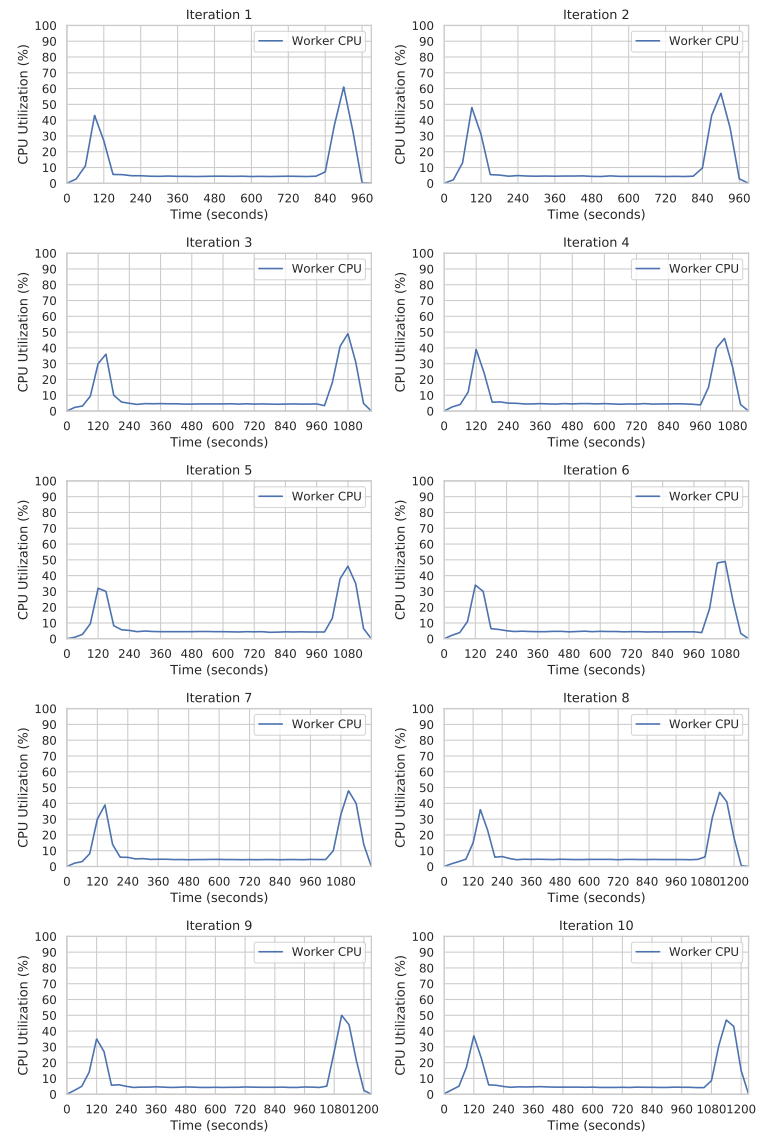 Iteration 1
Worker CPU
CPU Utilization (%)
100
90
80
70
60
50
40
30
20
10
0
0 120 240 360 480 600 720 840 960
Time (seconds)
Iteration 2
Worker CPU
CPU Utilization (%)
100
90
80
70
60
50
40
30
20
10
0
0 120 240 360 480 600 720 840 960
Time (seconds)
Iteration 3
Worker CPU
CPU Utilization (%)
100
90
80
70
60
50
40
30
20
10
0
0 120 240 360 480 600 720 840 960 1080
Time (seconds)
Iteration 4
Worker CPU
CPU Utilization (%)
100
90
80
70
60
50
40
30
20
10
0
0 120 240 360 480 600 720 840 960 1080
Time (seconds)
Iteration 5
Worker CPU
CPU Utilization (%)
100
90
80
70
60
50
40
30
20
10
0
0 120 240 360 480 600 720 840 960 1080
Time (seconds)
Iteration 6
Worker CPU
CPU Utilization (%)
100
90
80
70
60
50
40
30
20
10
0
0 120 240 360 480 600 720 840 960 1080
Time (seconds)
Iteration 7
Worker CPU
CPU Utilization (%)
100
90
80
70
60
50
40
30
20
10
0
0 120 240 360 480 600 720 840 960 1080
Time (seconds)
Iteration 8
Worker CPU
CPU Utilization (%)
100
90
80
70
60
50
40
30
20
10
0
0 120 240 360 480 600 720 840 960 1080 1200
Time (seconds)
Iteration 9
Worker CPU
CPU Utilization (%)
100
90
80
70
60
50
40
30
20
10
0
0 120 240 360 480 600 720 840 960 1080 1200
Time (seconds)
Iteration 10
Worker CPU
CPU Utilization (%)
100
90
80
70
60
50
40
30
20
10
0
0 120 240 360 480 600 720 840 960 1080 1200
Time (seconds)